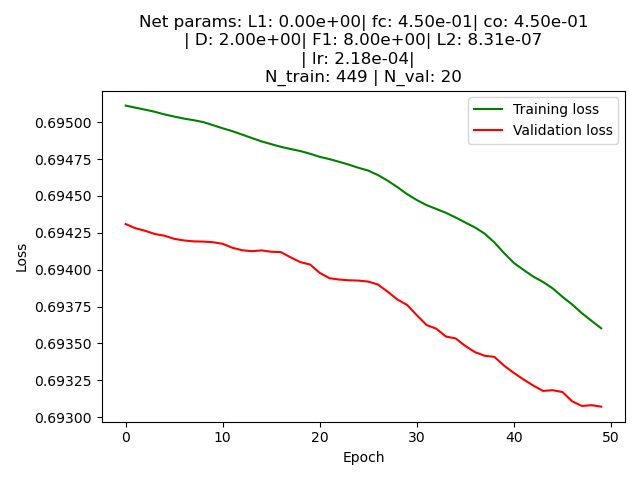 Net params: L1: 0.00e+00| fc: 4.50e-01| co: 4.50e-01
| D: 2.00e+00| F1: 8.00e+00| L2: 8.31e-07
| lr: 2.18e-04|
N_train: 449 | N_val: 20
Training loss
Validation loss
0.69500
0.69475
0.69450
0.69425
0.69400
0.69375
0.69350
0.69325
0.69300
Loss
0 10 20 30 40 50
Epoch